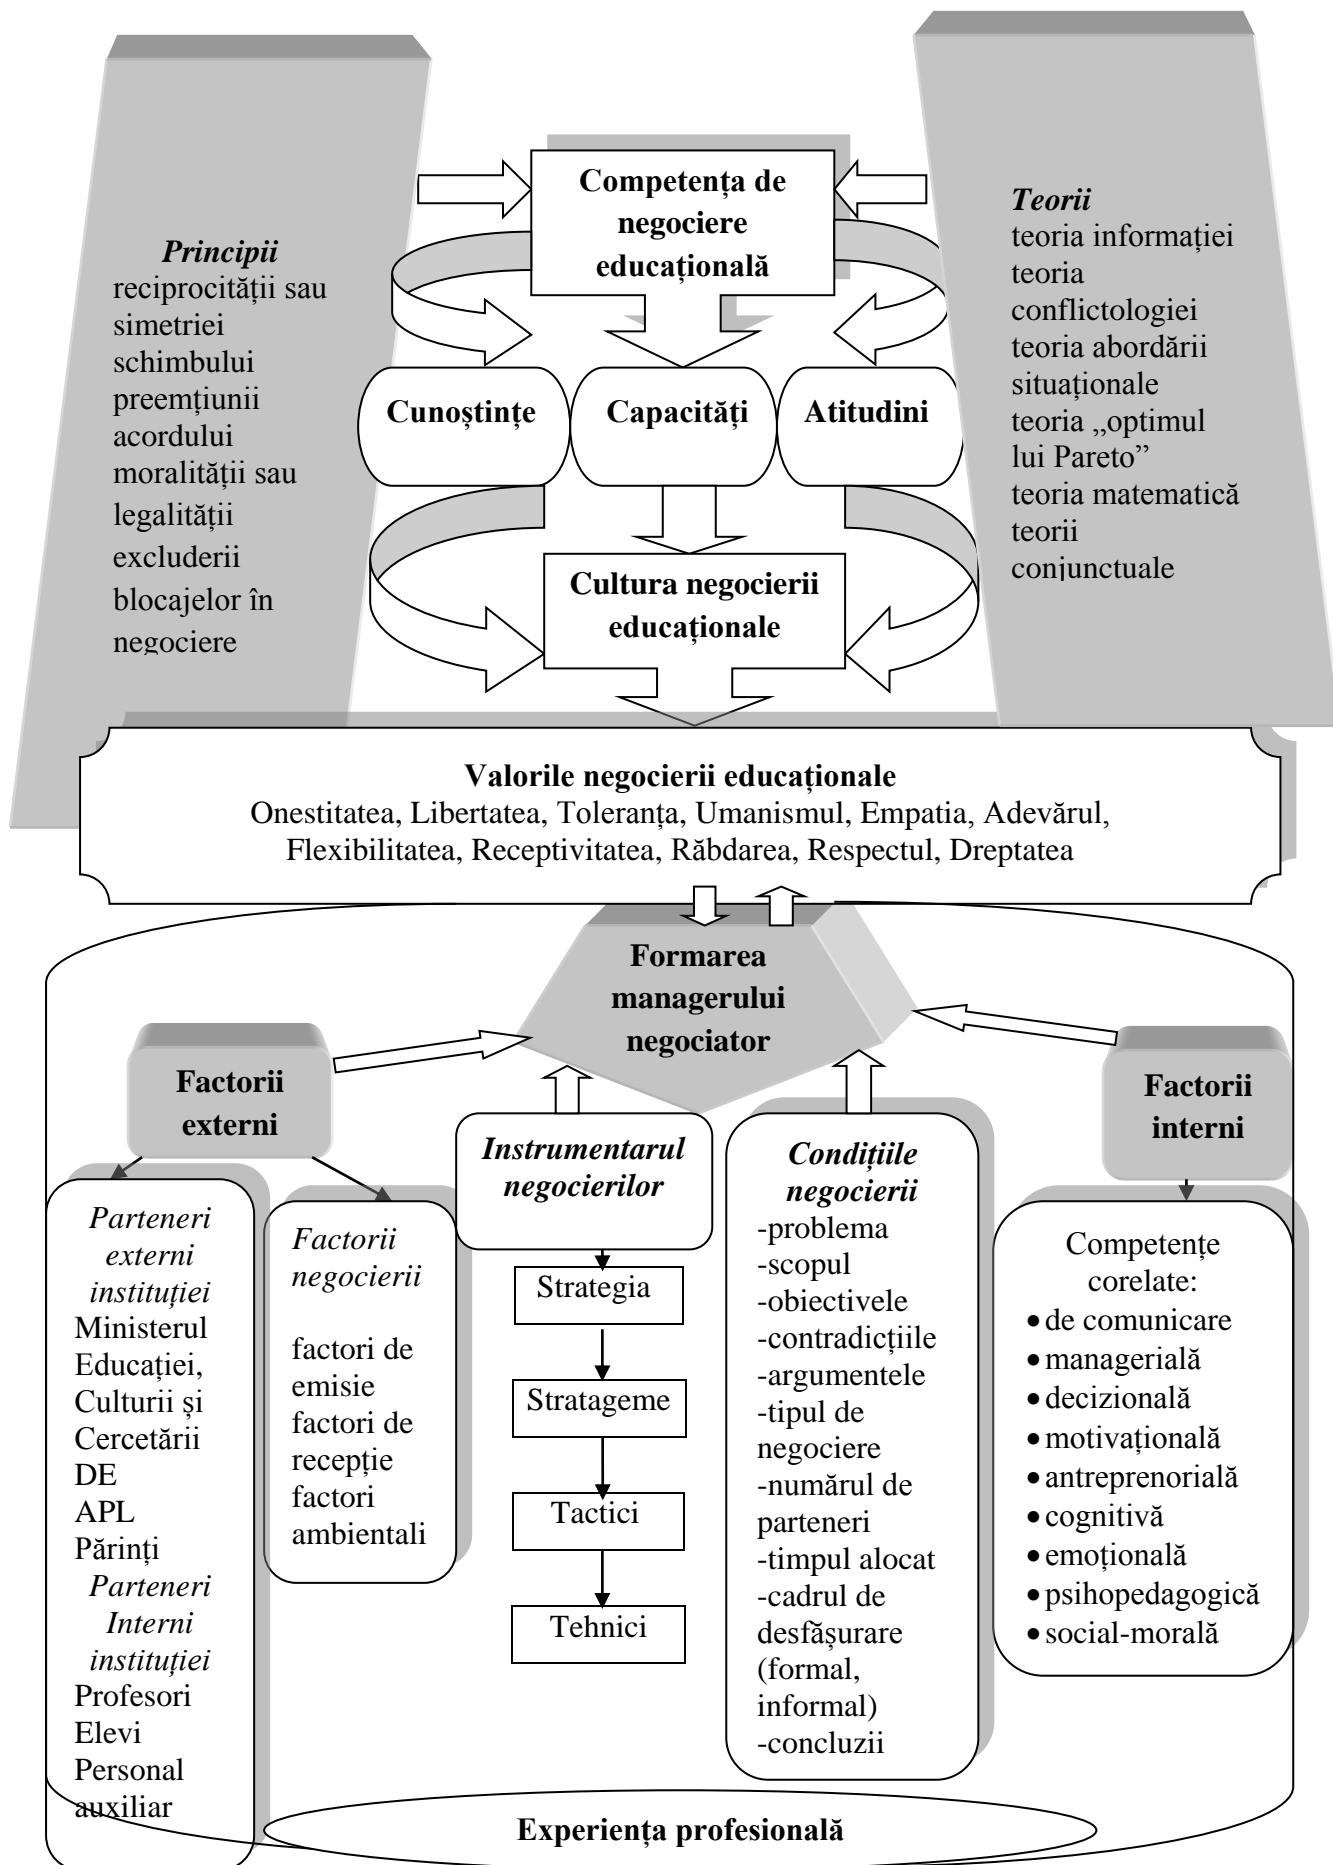 Competența de
negociere
educațională
Principii
reciprocității sau
simetriei
schimbului
preemțiunii
acordului
moralității sau
legalității
excluderii
blocajelor în
negociere
Teorii
teoria informației
teoria
conflictologiei
teoria abordării
situaționale
teoria „optimul
lui Pareto”
teoria matematică
teorii
conjunctuale
Cunoștințe
Capacități
Atitudini
Cultura negocierii
educaționale
Valorile negocierii educaționale
Onestitatea, Libertatea, Toleranța, Umanismul, Empatia, Adevărul,
Flexibilitatea, Receptivitatea, Răbdarea, Respectul, Dreptatea
Formarea
managerului
negociator
Factorii
externi
Factorii
interni
Parteneri
externi
instituției
Ministerul
Educației,
Culturii și
Cercetării
DE
APL
Părinți
Parteneri
Interni
instituției
Profesori
Elevi
Personal
auxiliar
Factorii
negocierii
factori de
emisie
factori de
recepție
factori
ambientali
Instrumentarul
negocierilor
Strategia
Stratageme
Tactici
Tehnici
Condițiile
negocierii
-problema
-scopul
-obiectivele
-contradicțiile
-argumentele
-tipul de
negociere
-numărul de
parteneri
-timpul alocat
-cadrul de
desfășurare
(formal,
informal)
-concluzii
Competențe
corelate:
• de comunicare
• managerială
• decizională
• motivațională
• antreprenorială
• cognitivă
• emoțională
• psihopedagogică
• social-morală
Experiența profesională